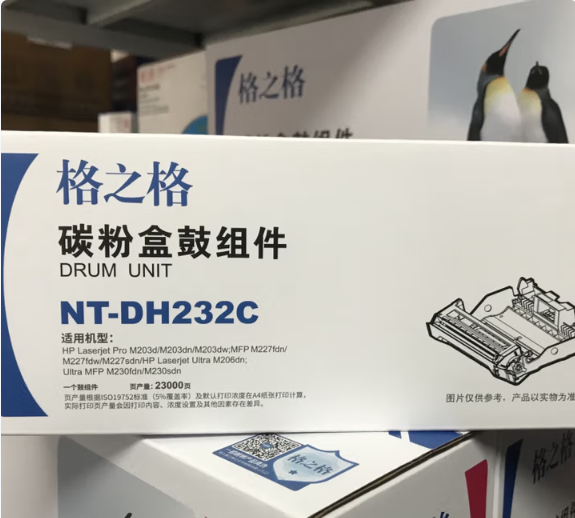 格之格
格之格
碳粉盒鼓组件
DRUM UNIT
NT-DH232C
适用机型：
HP Laserjet Pro M203d/M203dn/M203dw;MFP M227fdn/
M227fdw/M227sdn/HP Laserjet Ultra M206dn;
Ultra MFP M230fdn/M230sdn
一个鼓组件 页产量: 23000页
页产量根据ISO19752标准（5%覆盖率）及默认打印浓度在A4纸张打印计算，
实际打印页产量会因打印内容、浓度设置及其他因素存在差异。
图片仅供参考，产品以实物为准
格之格
格之格